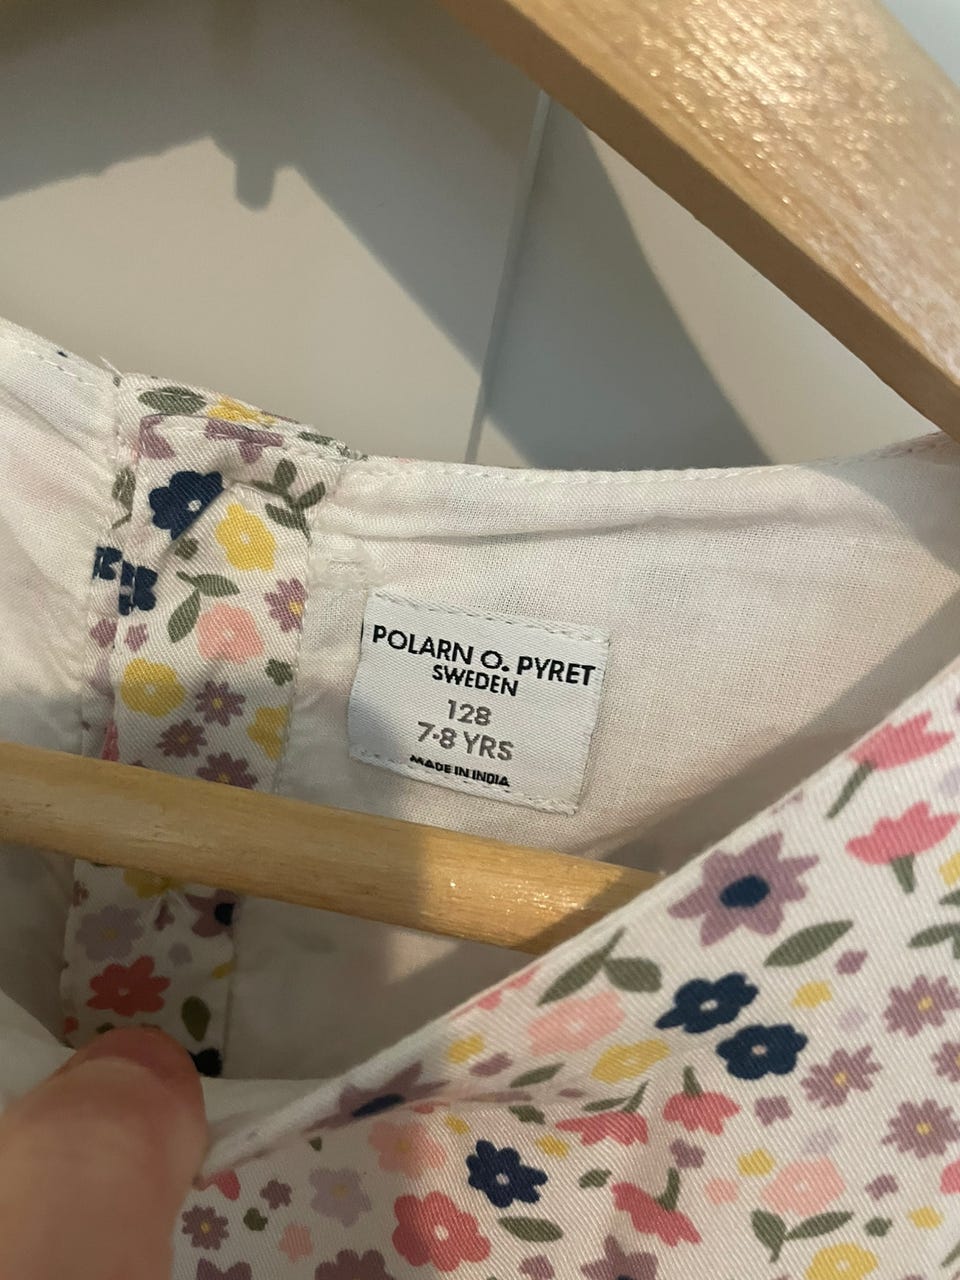 POLARN O. PYRET
SWEDEN
128
7-8 YRS
MADE IN INDIA